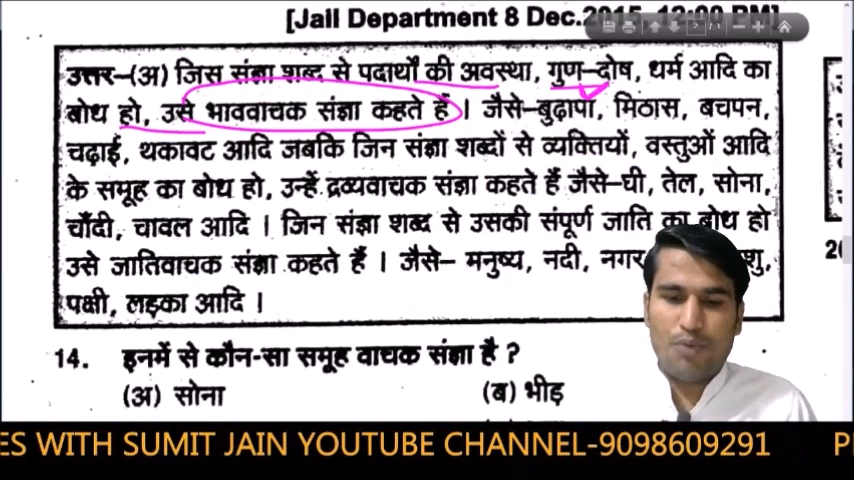 [Jail Department 8 Dec.2015, 12:00 PM]
उत्तर–(अ) जिस संज्ञा शब्द से पदार्थों की अवस्था, गुण–दोष, धर्म आदि का
बोध हो, उसे भाववाचक संज्ञा कहते हैं । जैसे–बुढ़ापा, मिठास, बचपन,
चढ़ाई, थकावट आदि जबकि जिन संज्ञा शब्दों से व्यक्तियों, वस्तुओं आदि
के समूह का बोध हो, उन्हें द्रव्यवाचक संज्ञा कहते हैं जैसे–घी, तेल, सोना,
चाँदी, चावल आदि । जिन संज्ञा शब्द से उसकी संपूर्ण जाति का बोध हो
उसे जातिवाचक संज्ञा कहते हैं । जैसे– मनुष्य, नदी, नगर
पक्षी, लड़का आदि ।
14. इनमें से कौन-सा समूह वाचक संज्ञा है ?
(अ) सोना (ब) भीड़
ES WITH SUMIT JAIN YOUTUBE CHANNEL-9098609291 P